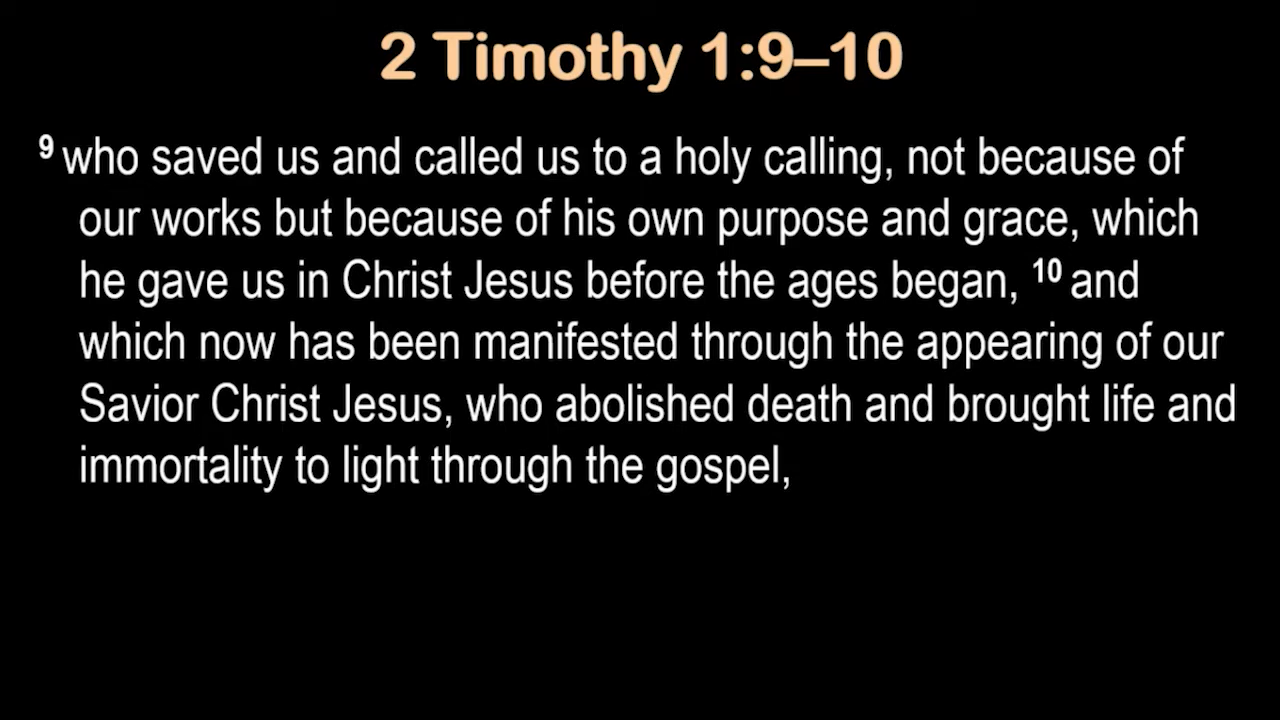 2 Timothy 1:9–10
9 who saved us and called us to a holy calling, not because of
our works but because of his own purpose and grace, which
he gave us in Christ Jesus before the ages began, 10 and
which now has been manifested through the appearing of our
Savior Christ Jesus, who abolished death and brought life and
immortality to light through the gospel,